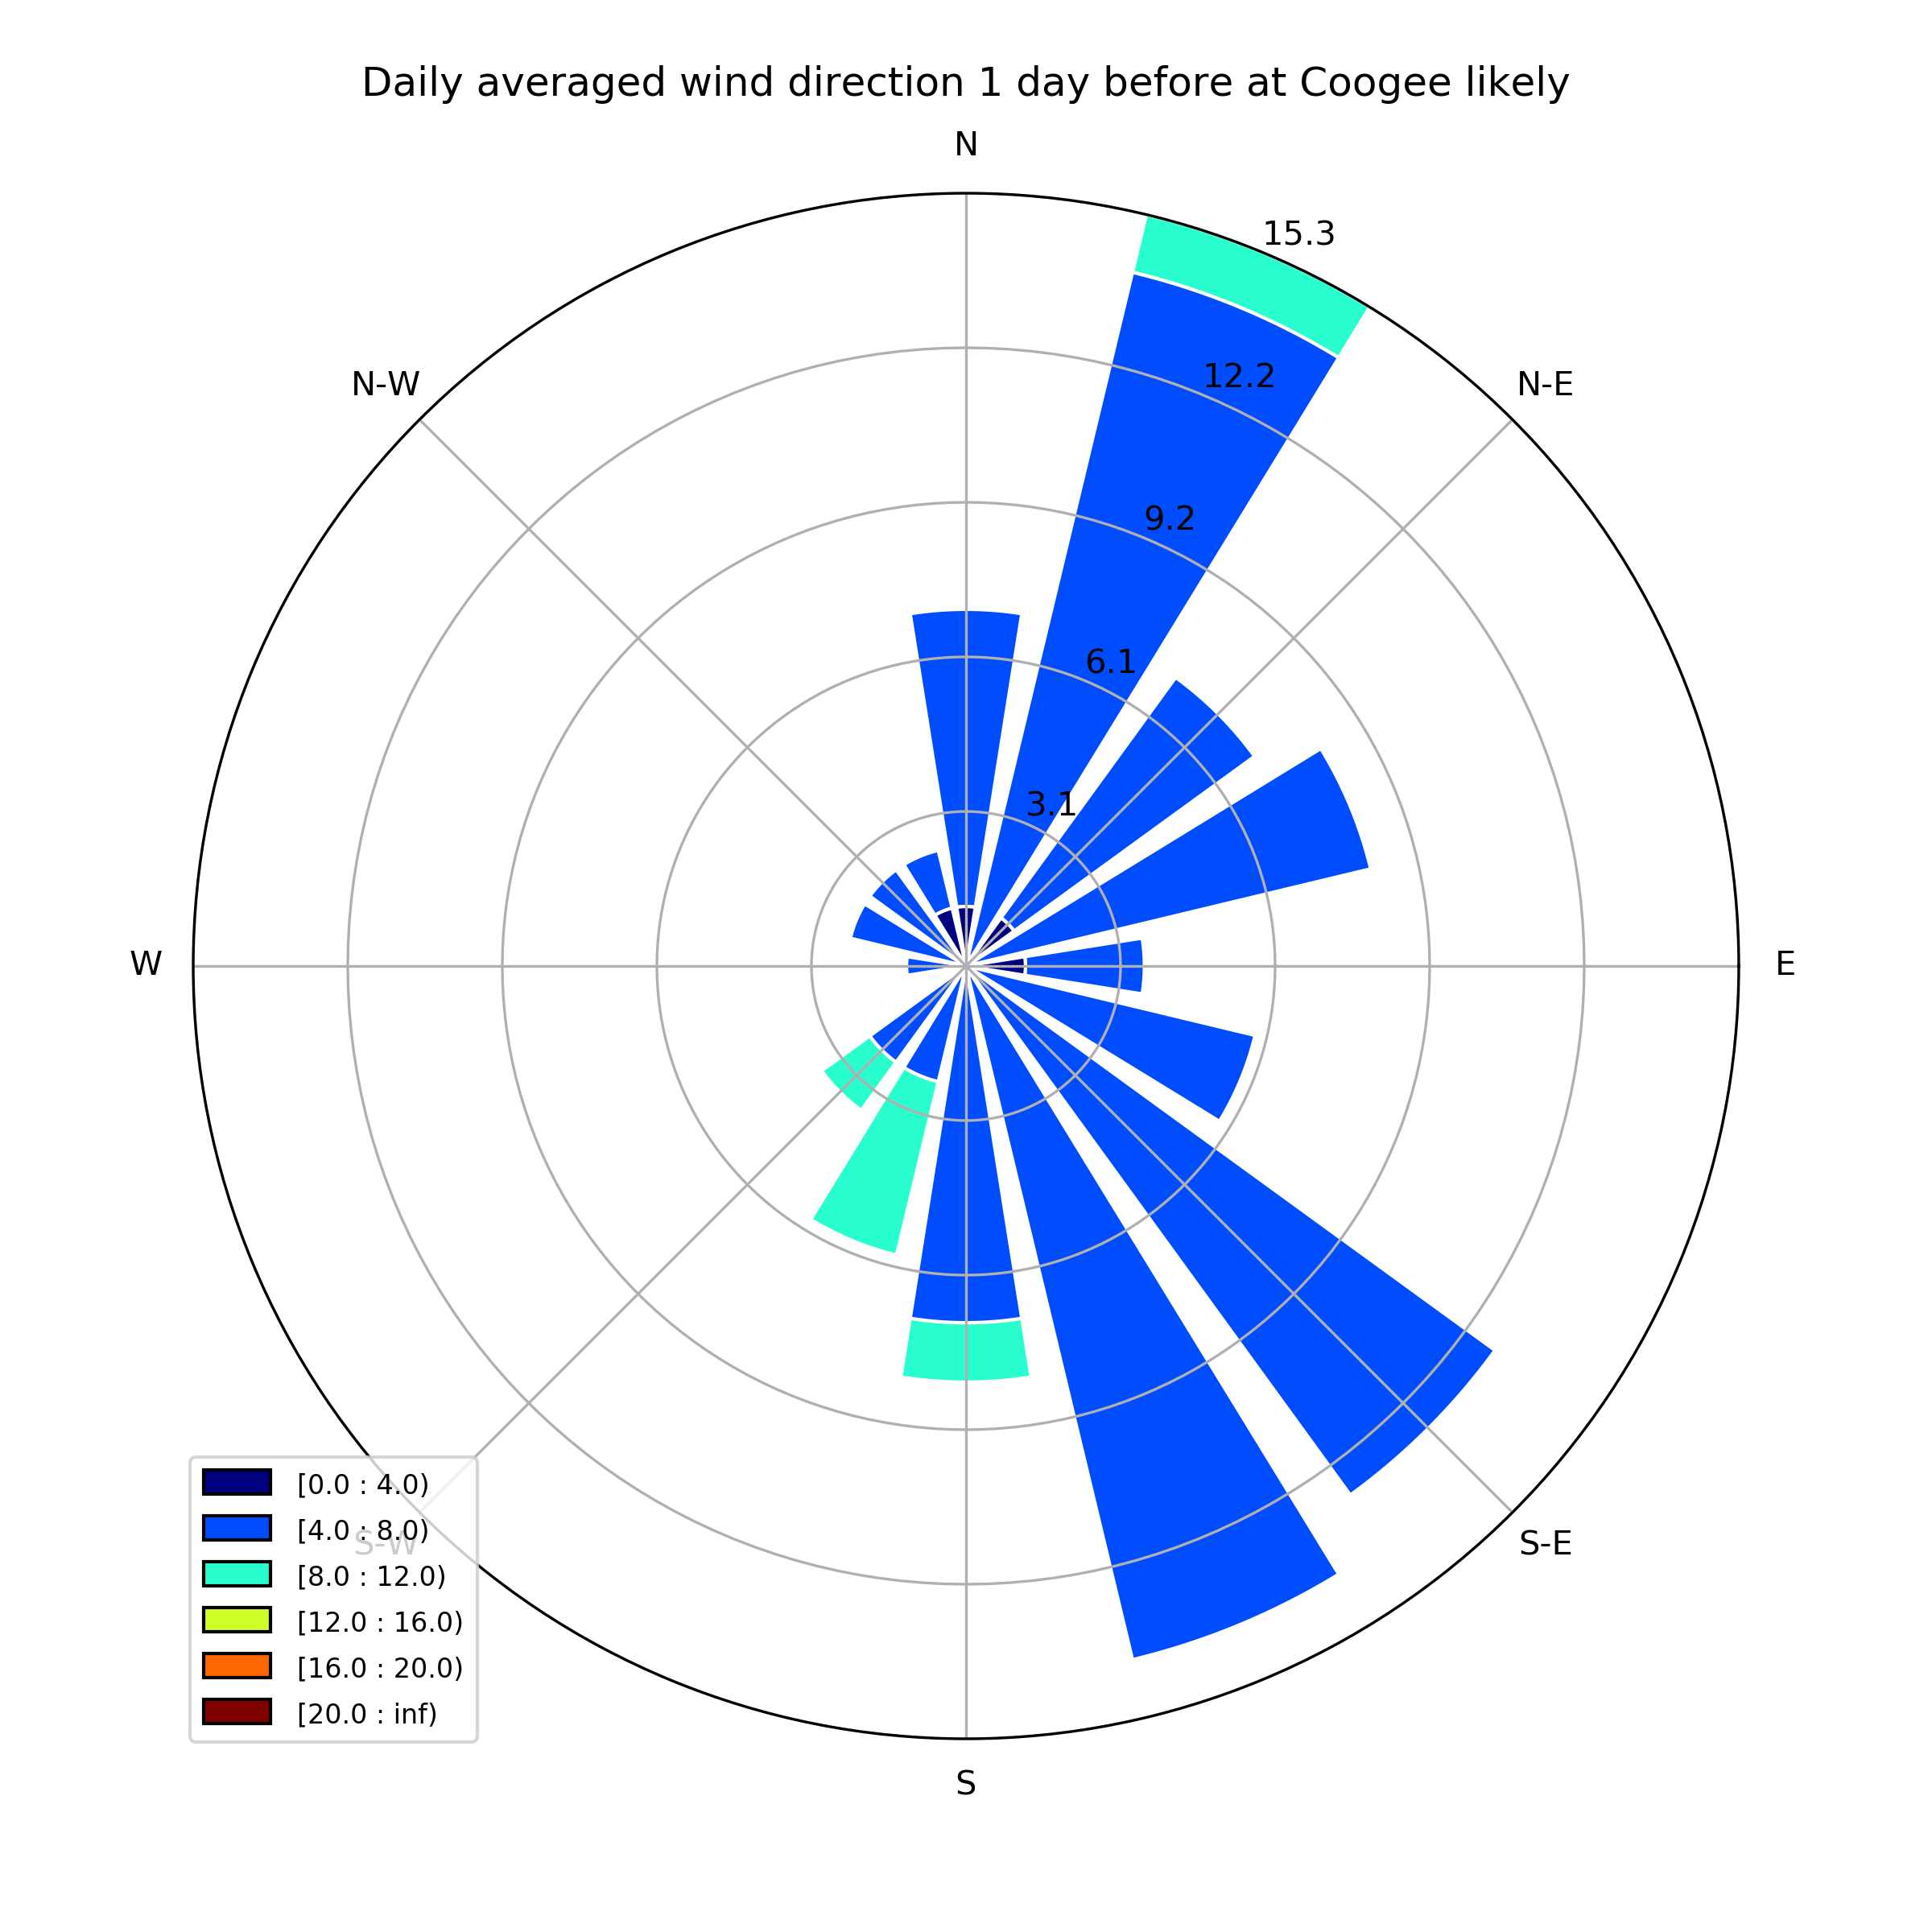 Daily averaged wind direction 1 day before at Coogee likely
N
15.3
N-W
N-E
12.2
9.2
6.1
3.1
W
E
S-W
S-E
S
[0.0 : 4.0)
[4.0 : 8.0)
[8.0 : 12.0)
[12.0 : 16.0)
[16.0 : 20.0)
[20.0 : inf)